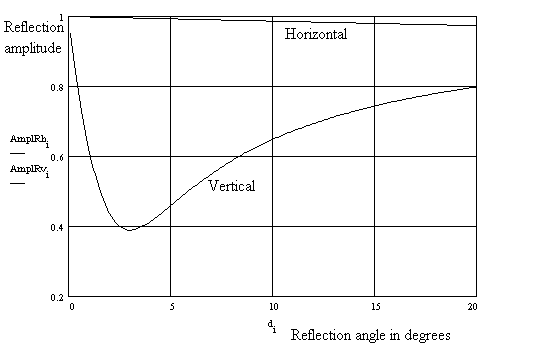 Reflection
amplitude
1
0.8
0.6
0.4
0.2
AmplRh i
AmplRv i
Horizontal
Vertical
0 5 10 15 20
d i
Reflection angle in degrees